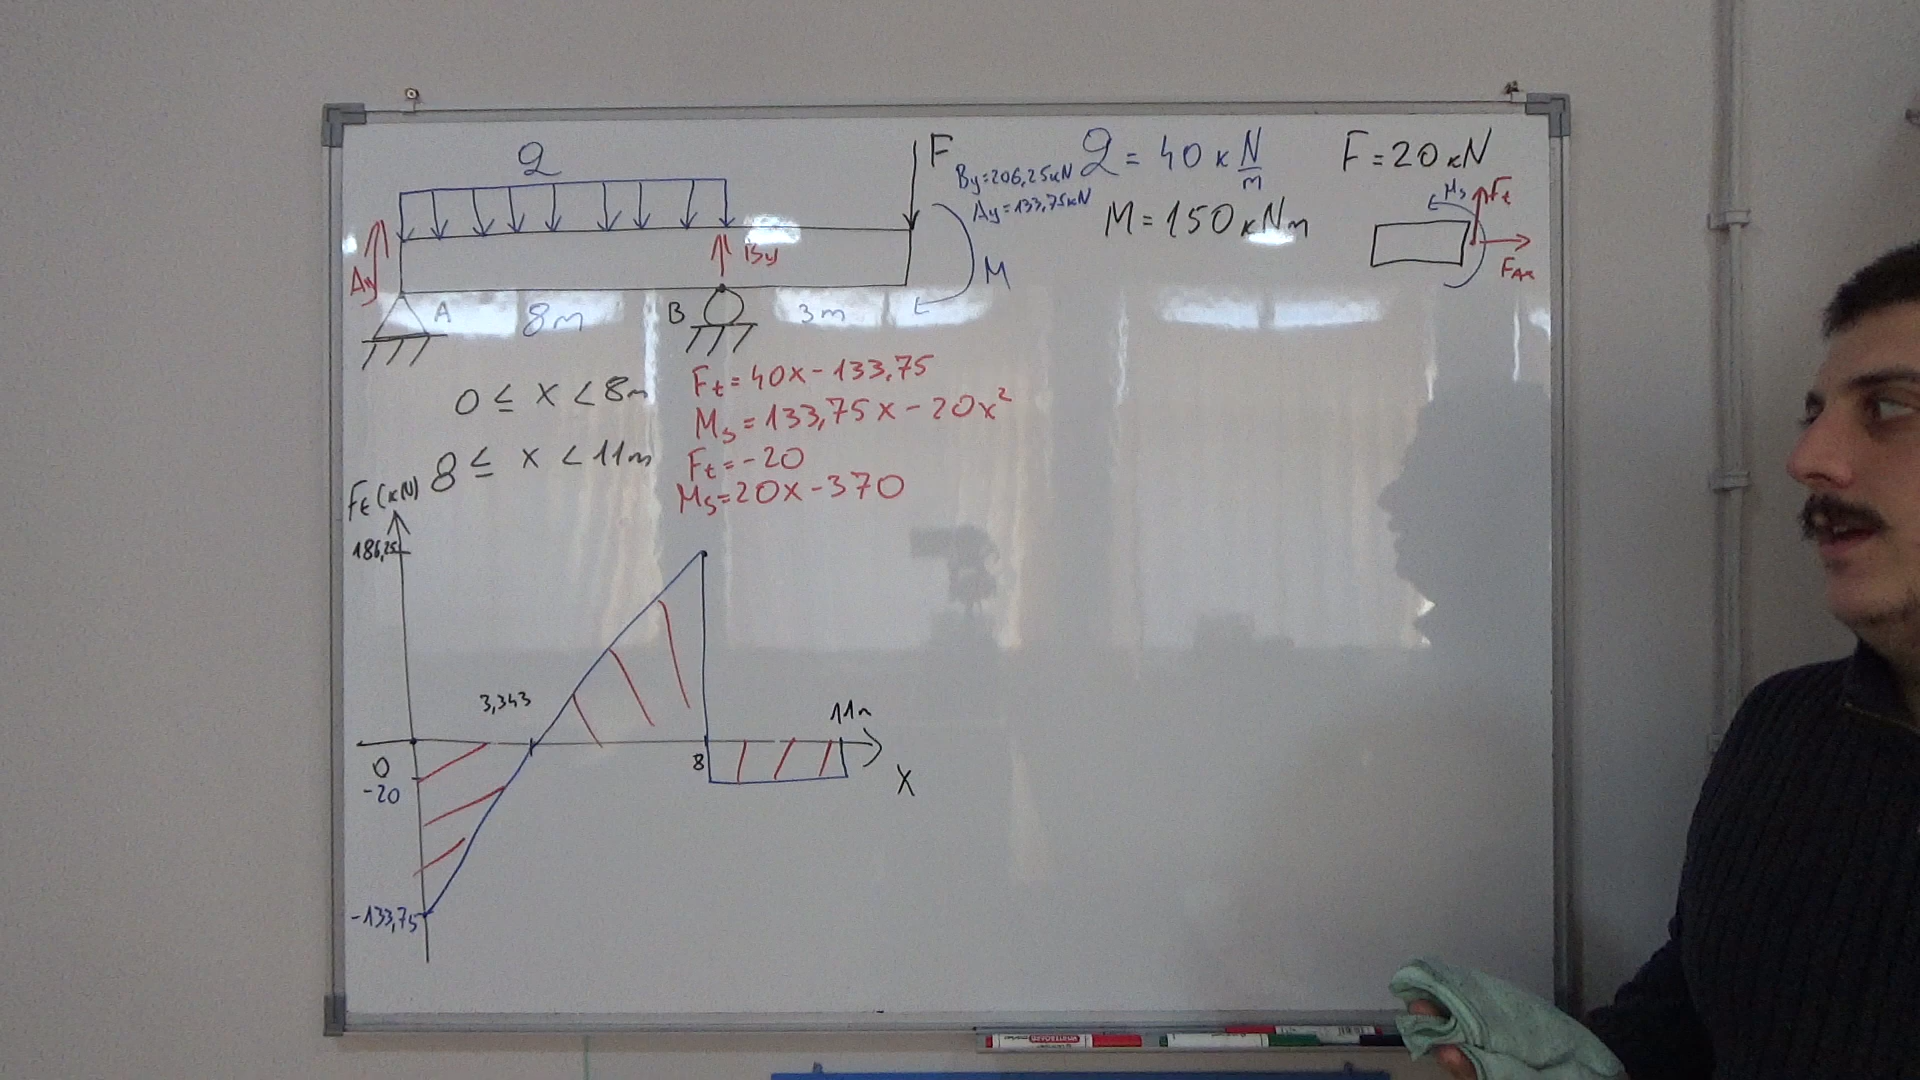 q
F
By=206,25kN
Ay=133,75kN
q = 40 k N/m
F = 20 kN
M = 150 kNm
Ms
Ft
FAx
Ay
By
M
A
8m
B
3m
0 ≤ x < 8m
Ft = 40x - 133,75
Ms = 133,75x - 20x²
8 ≤ x < 11m
Ft = -20
Ms = 20x - 370
Ft (kN)
186,25
3,343
11m
0
8
x
-20
-133,75